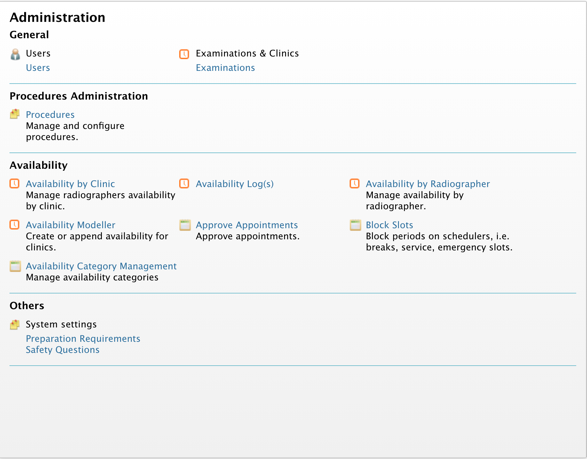 Administration
General
Users
Examinations & Clinics
Users
Examinations
Procedures Administration
Procedures
Manage and configure
procedures.
Availability
Availability by Clinic
Manage radiographers availability
by clinic.
Availability Log(s)
Availability by Radiographer
Manage availability by
radiographer.
Availability Modeller
Create or append availability for
clinics.
Approve Appointments
Approve appointments.
Block Slots
Block periods on schedulers, i.e.
breaks, service, emergency slots.
Availability Category Management
Manage availability categories
Others
System settings
Preparation Requirements
Safety Questions